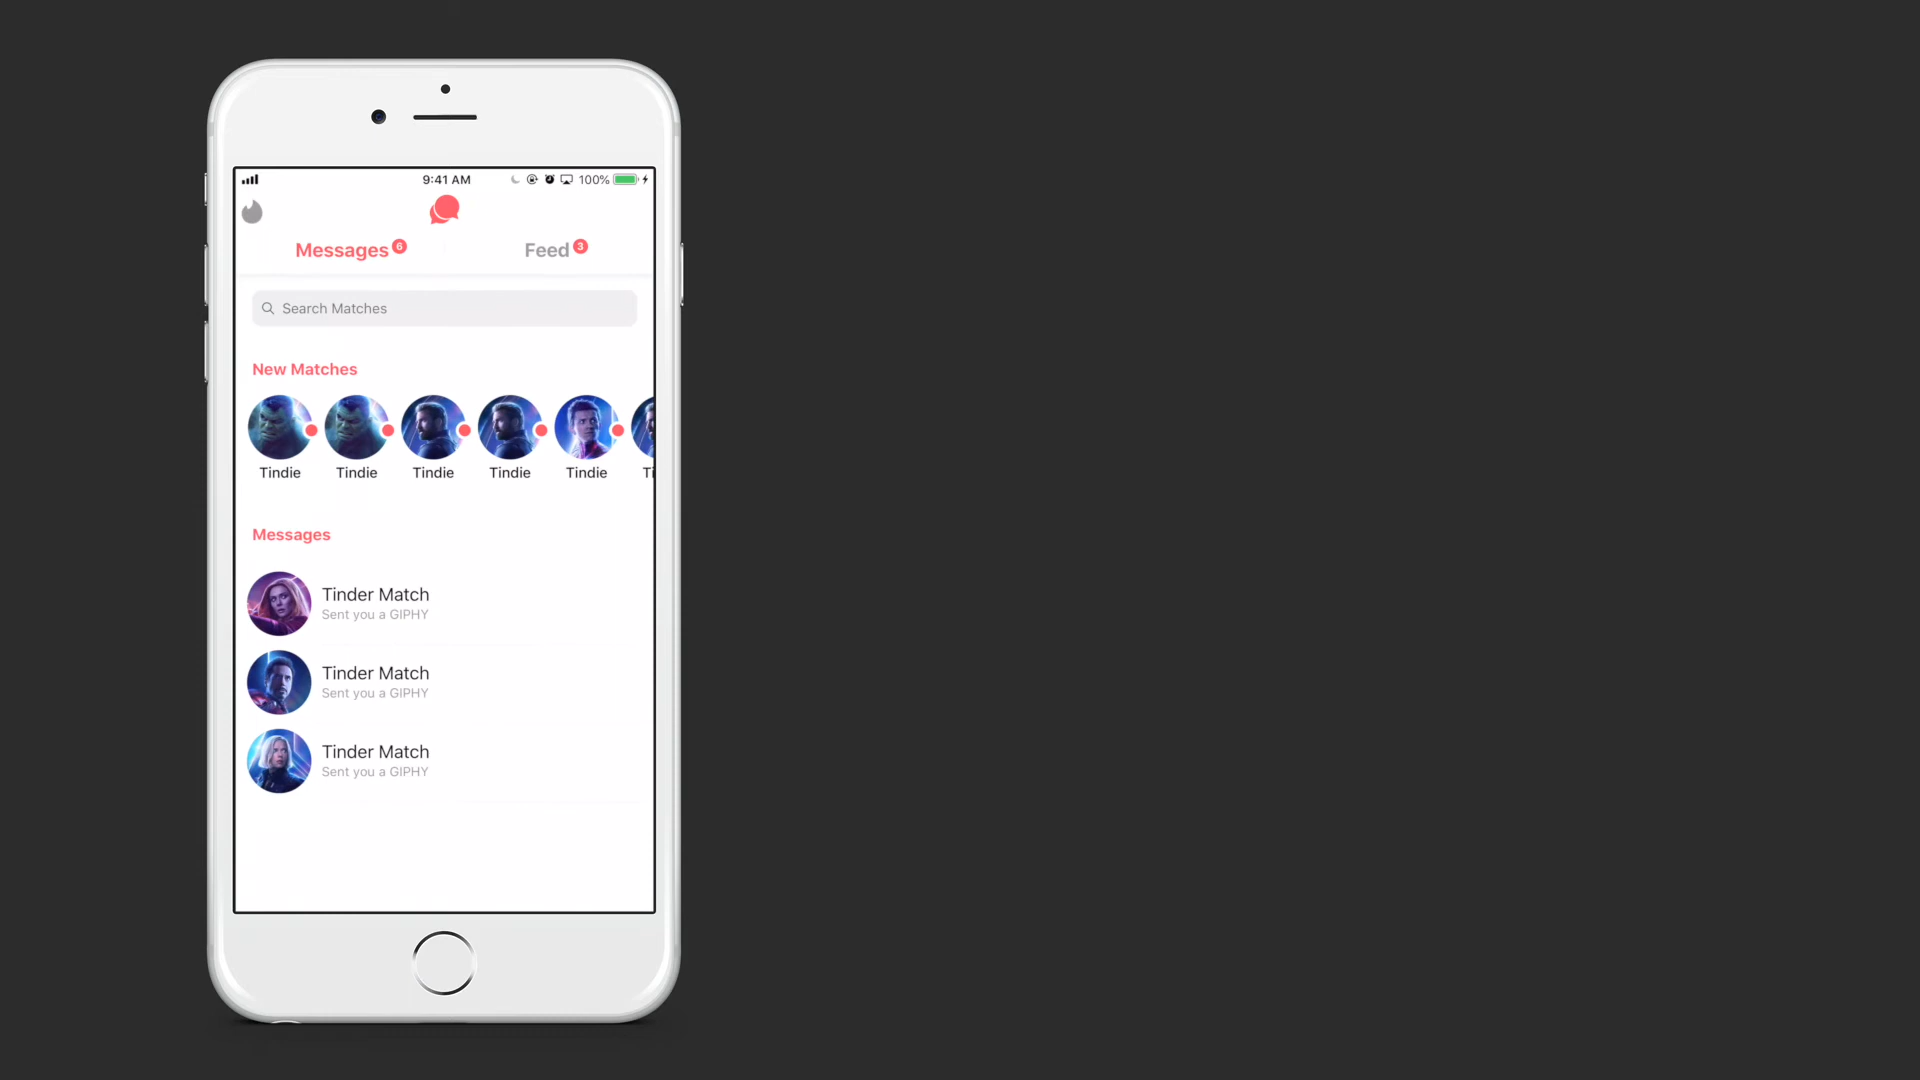 9:41 AM 100%
Messages 6 Feed 3
Search Matches
New Matches
Tindie Tindie Tindie Tindie Tindie Ti
Messages
Tinder Match
Sent you a GIPHY
Tinder Match
Sent you a GIPHY
Tinder Match
Sent you a GIPHY